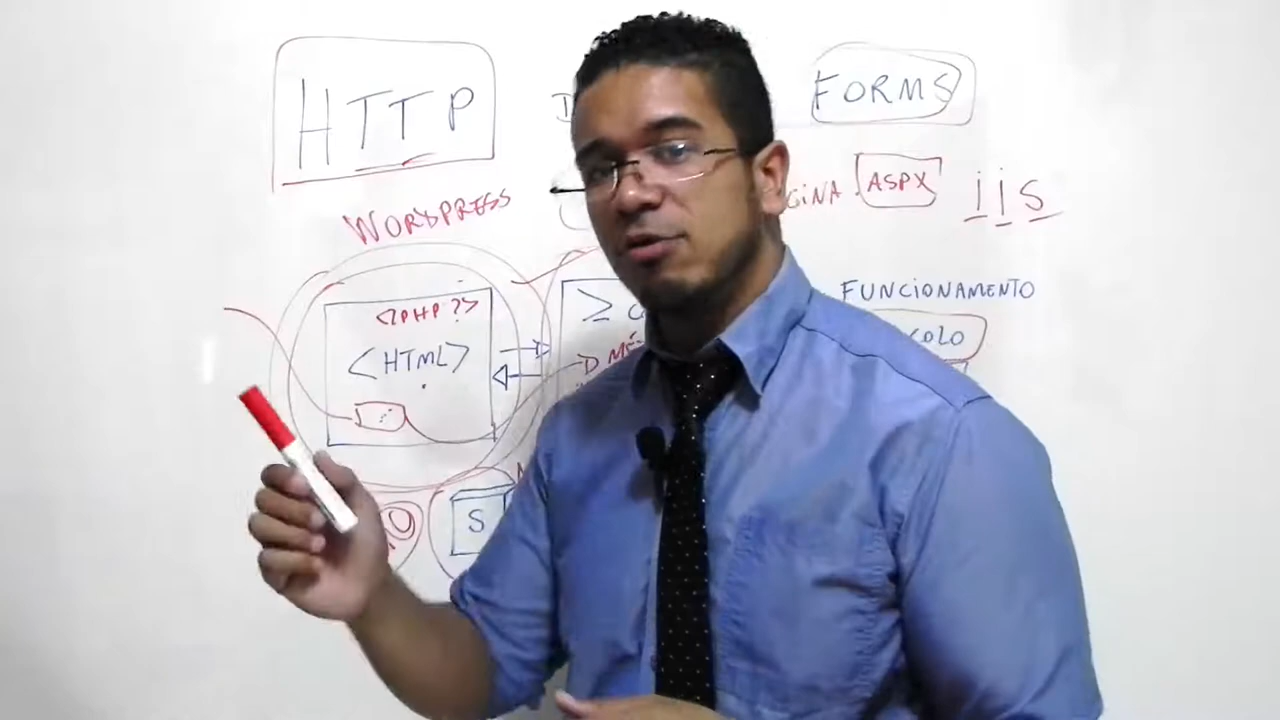 HTTP
FORMS
ASPX
iis
WORDPRESS
<PHP ?>
<HTML>
FUNCIONAMENTO
S